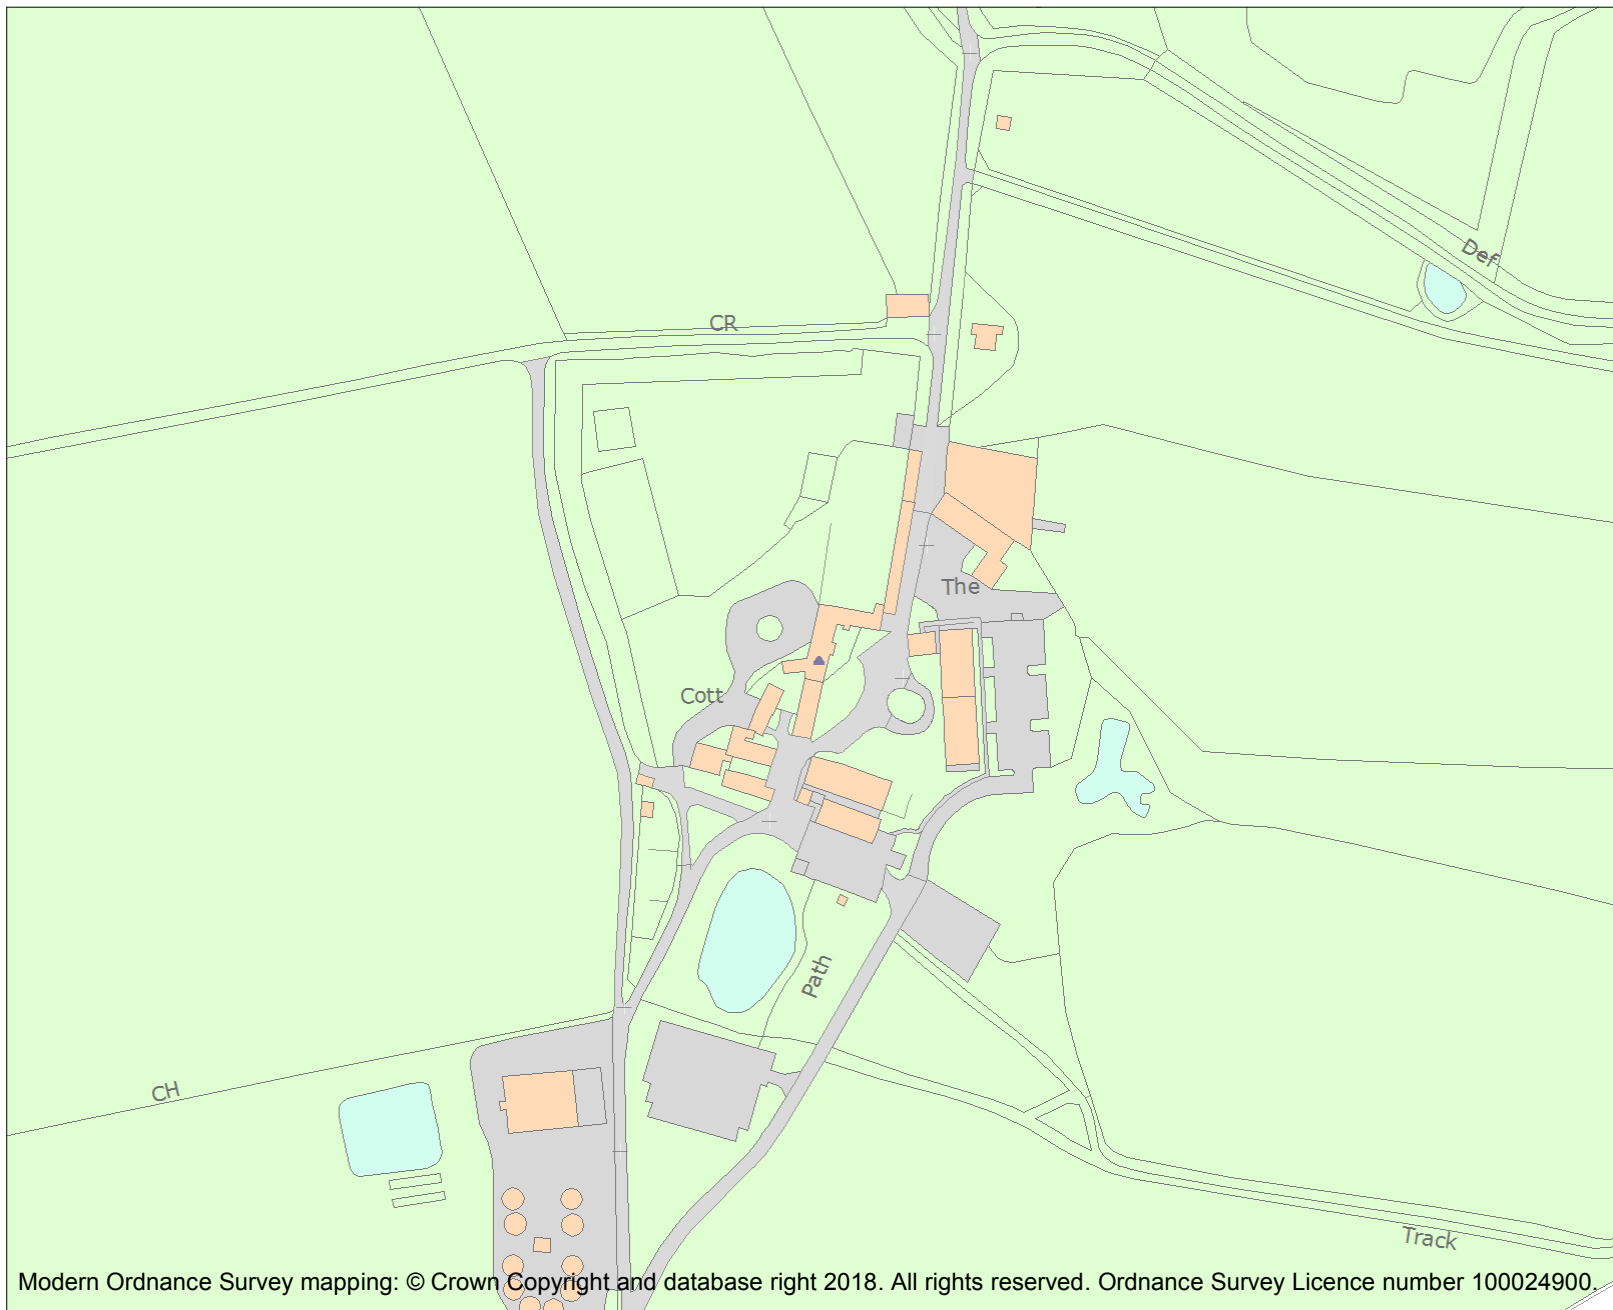 Def
CR
The
Cott
Path
CH
Track
Modern Ordnance Survey mapping: © Crown Copyright and database right 2018. All rights reserved. Ordnance Survey Licence number 100024900.